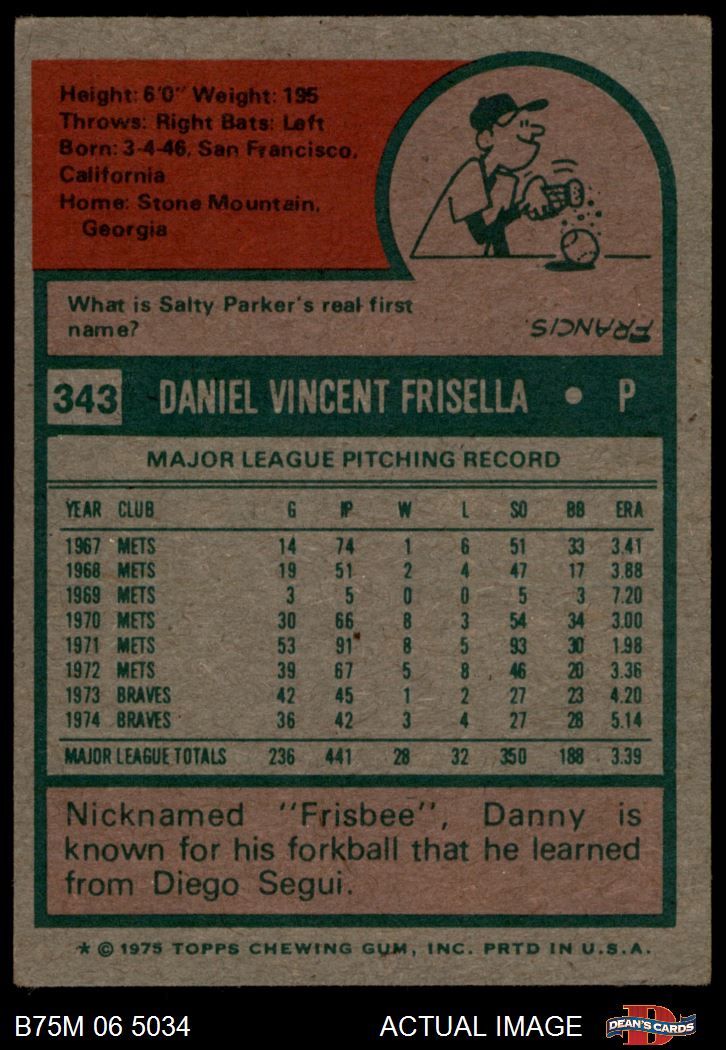 Height: 6'0" Weight: 195
Throws: Right Bats: Left
Born: 3-4-46, San Francisco,
California
Home: Stone Mountain,
Georgia
What is Salty Parker's real first
name?
FRANCIS.
343 DANIEL VINCENT FRISELLA • P
MAJOR LEAGUE PITCHING RECORD
YEAR CLUB G IP W L SO BB ERA
1967 METS 14 74 1 6 51 33 3.41
1968 METS 19 51 2 4 47 17 3.88
1969 METS 3 5 0 0 5 3 7.20
1970 METS 30 66 8 3 54 34 3.00
1971 METS 53 91 8 5 93 30 1.98
1972 METS 39 67 5 8 46 20 3.36
1973 BRAVES 42 45 1 2 27 23 4.20
1974 BRAVES 36 42 3 4 27 28 5.14
MAJOR LEAGUE TOTALS 236 441 28 32 350 188 3.39
Nicknamed "Frisbee", Danny is
known for his forkball that he learned
from Diego Segui.
* © 1975 TOPPS CHEWING GUM, INC. PRTD IN U.S.A.
B75M 06 5034 ACTUAL IMAGE D DEAN'S CARDS